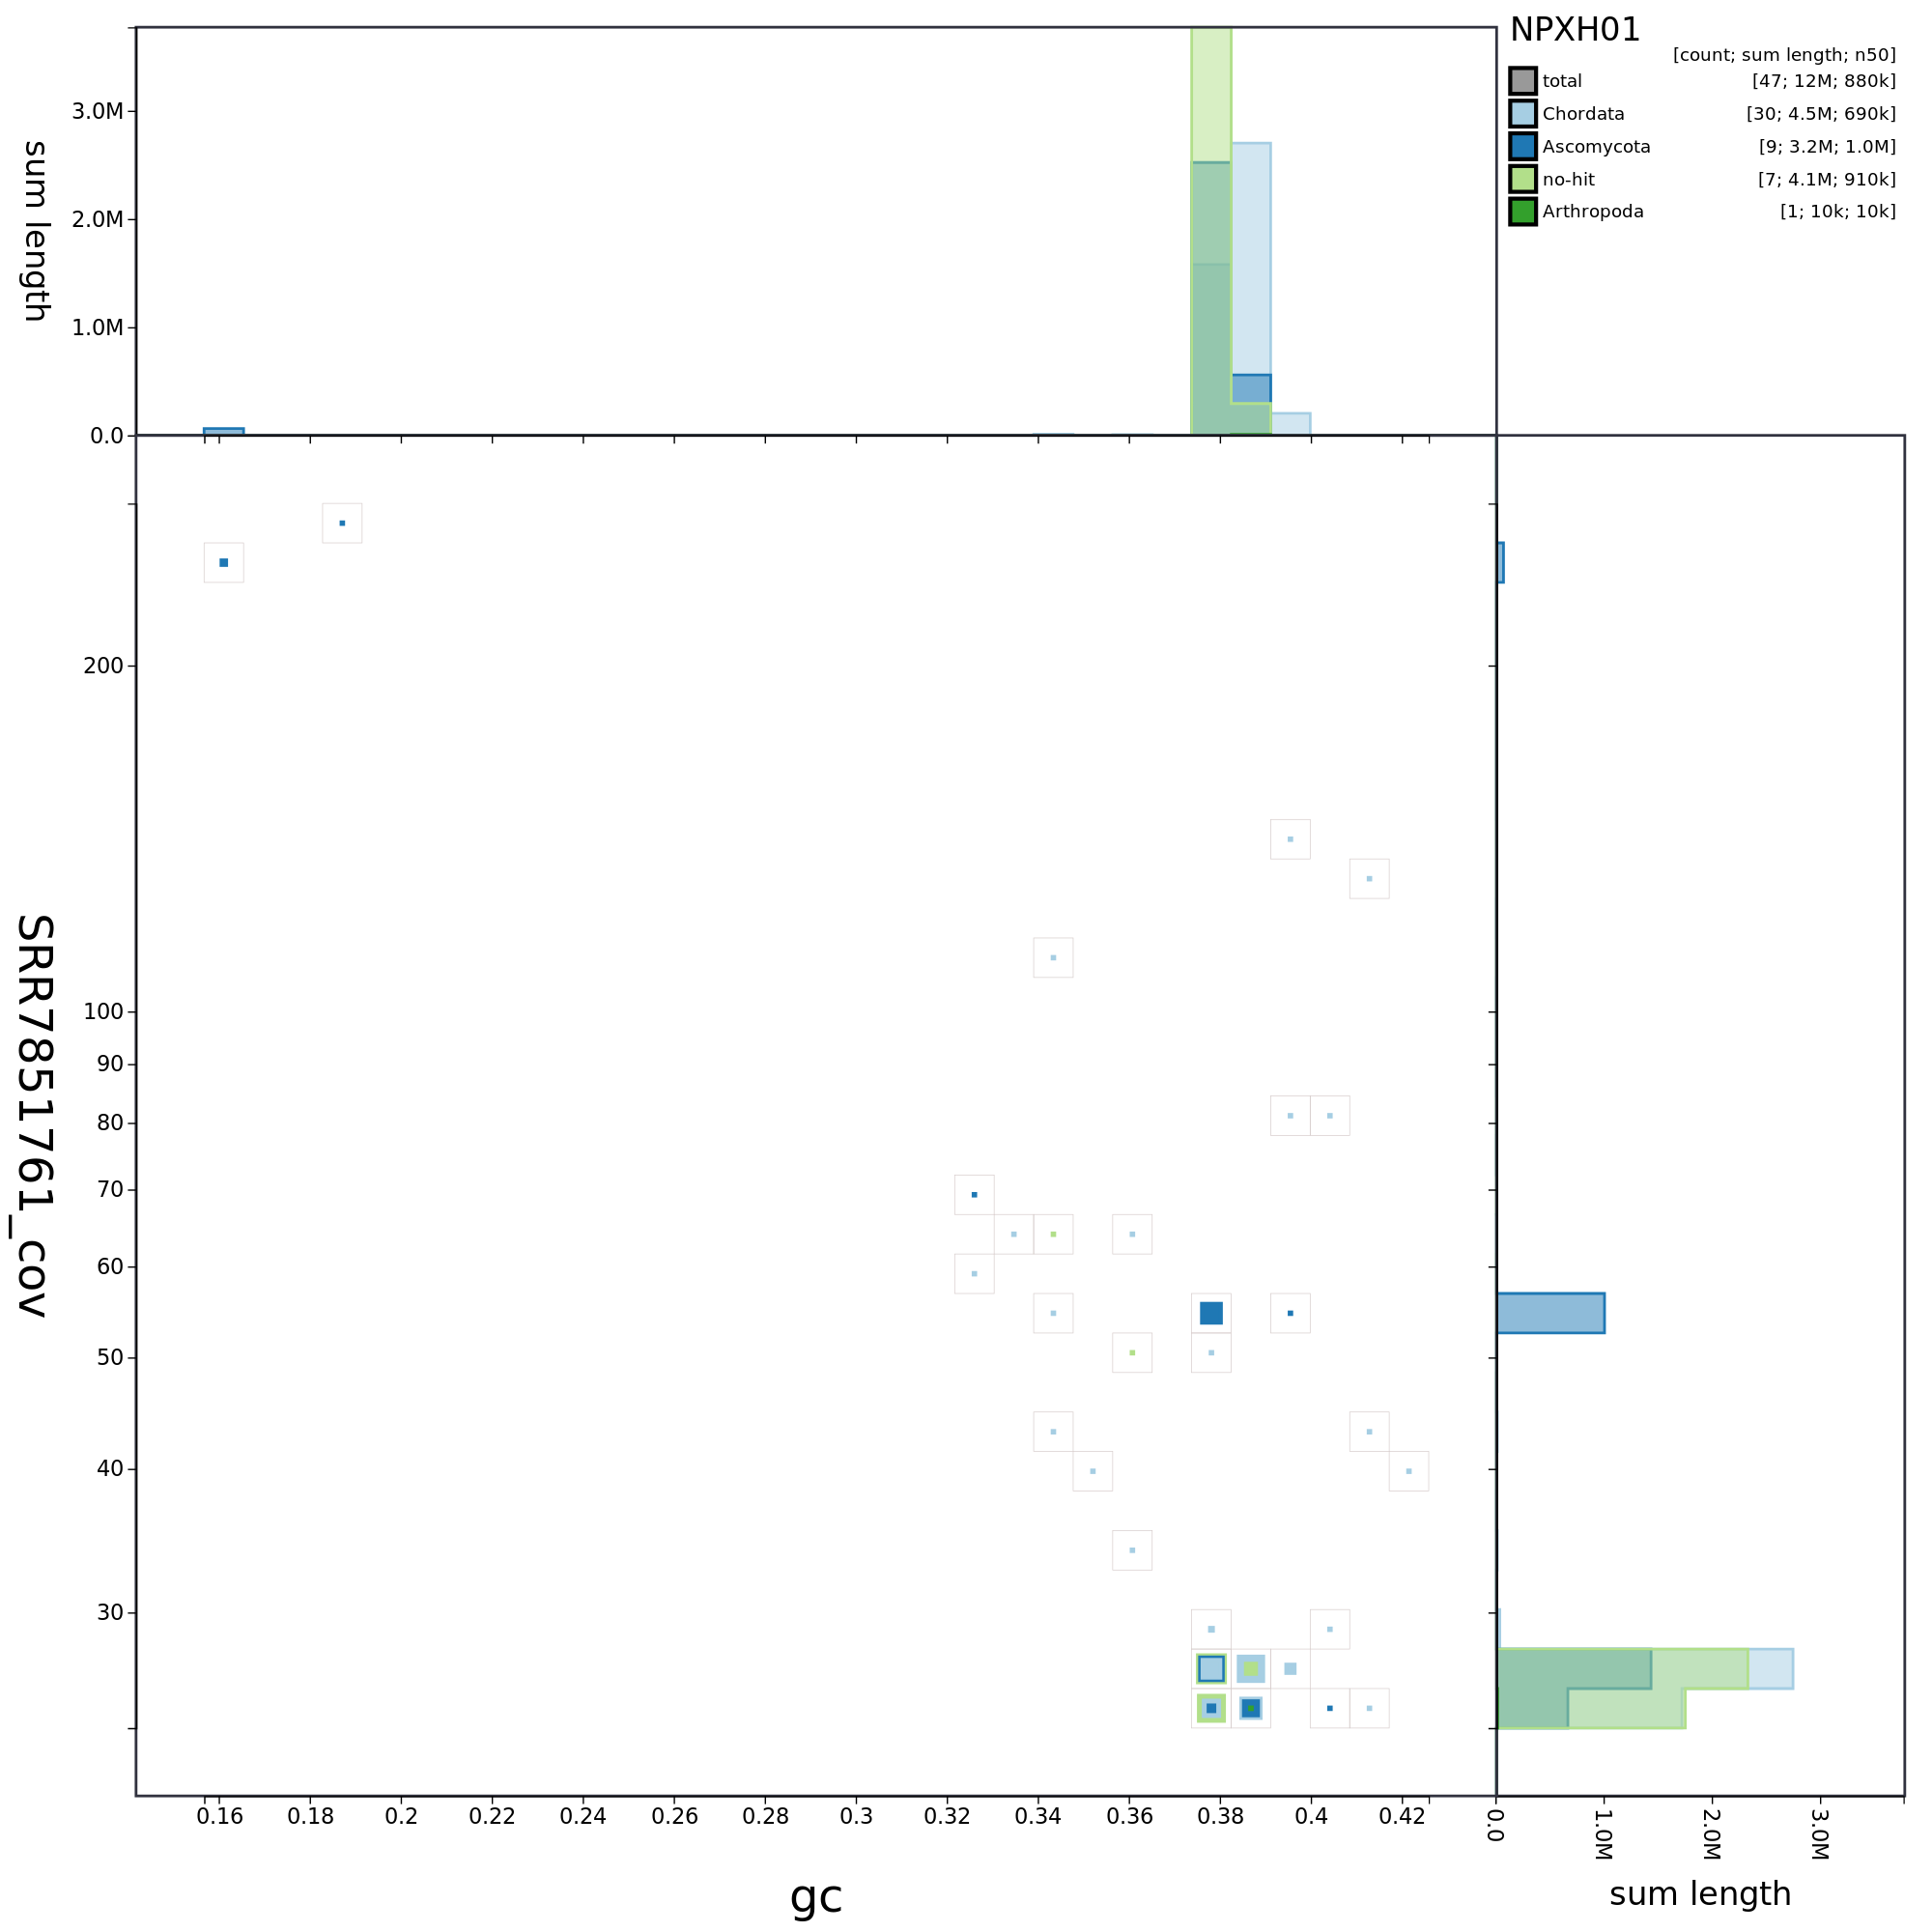 NPXH01
[count; sum length; n50]
total [47; 12M; 880k]
Chordata [30; 4.5M; 690k]
Ascomycota [9; 3.2M; 1.0M]
no-hit [7; 4.1M; 910k]
Arthropoda [1; 10k; 10k]
sum length
3.0M
2.0M
1.0M
0.0
SRR7851761_cov
200
100
90
80
70
60
50
40
30
0.16 0.18 0.2 0.22 0.24 0.26 0.28 0.3 0.32 0.34 0.36 0.38 0.4 0.42
gc
0.0 1.0M 2.0M 3.0M
sum length